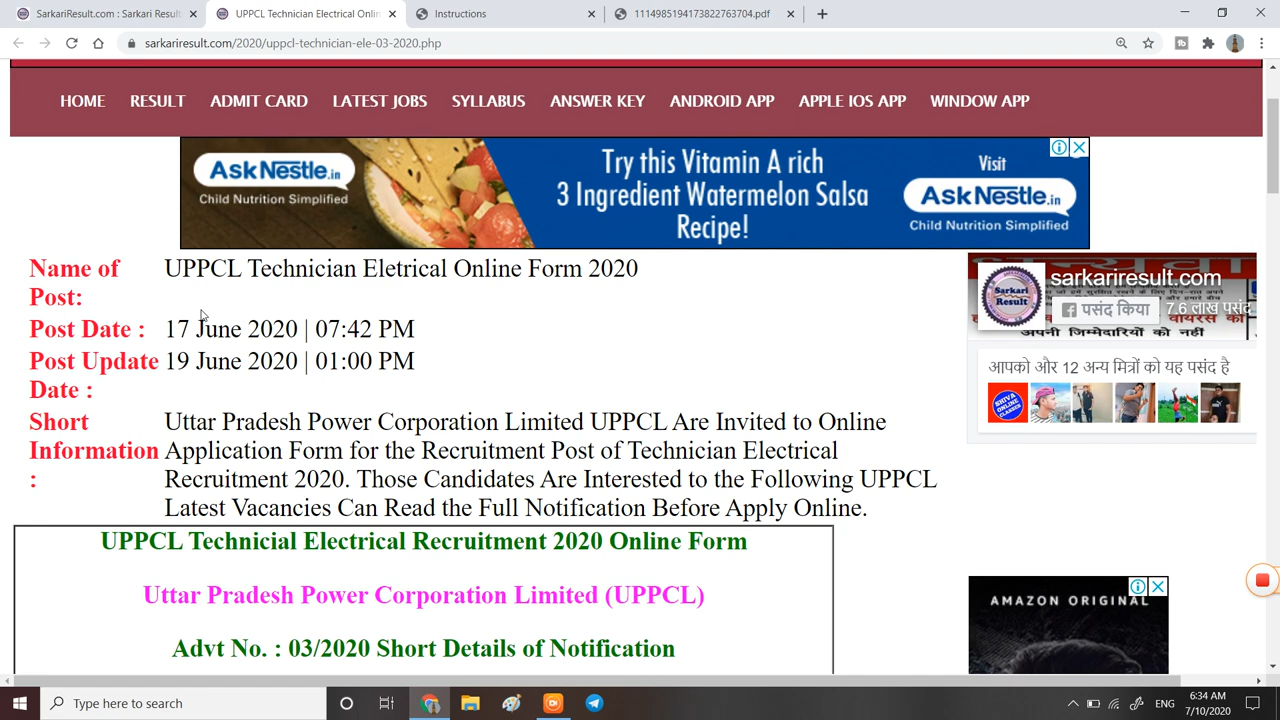 SarkariResult.com : Sarkari Result
UPPCL Technician Electrical Onlin
Instructions
1114985194173822763704.pdf
sarkariresult.com/2020/uppcl-technician-ele-03-2020.php
HOME RESULT ADMIT CARD LATEST JOBS SYLLABUS ANSWER KEY ANDROID APP APPLE IOS APP WINDOW APP
AskNestle.in
Child Nutrition Simplified
Try this Vitamin A rich
3 Ingredient Watermelon Salsa
Recipe!
Visit
AskNestle.in
Child Nutrition Simplified
Name of Post: UPPCL Technician Eletrical Online Form 2020
Post Date : 17 June 2020 | 07:42 PM
Post Update Date : 19 June 2020 | 01:00 PM
Short Information :
Uttar Pradesh Power Corporation Limited UPPCL Are Invited to Online
Application Form for the Recruitment Post of Technician Electrical
Recruitment 2020. Those Candidates Are Interested to the Following UPPCL
Latest Vacancies Can Read the Full Notification Before Apply Online.
UPPCL Technicial Electrical Recruitment 2020 Online Form
Uttar Pradesh Power Corporation Limited (UPPCL)
Advt No. : 03/2020 Short Details of Notification
Sarkari Result
sarkariresult.com
पसंद किया 7.6 लाख पसंद
अपनी जिम्मेदारियों को नहीं
आपको और 12 अन्य मित्रों को यह पसंद है
SHIVA ONLINE CLASSES
AMAZON ORIGINAL
Type here to search
ENG
6:34 AM
7/10/2020